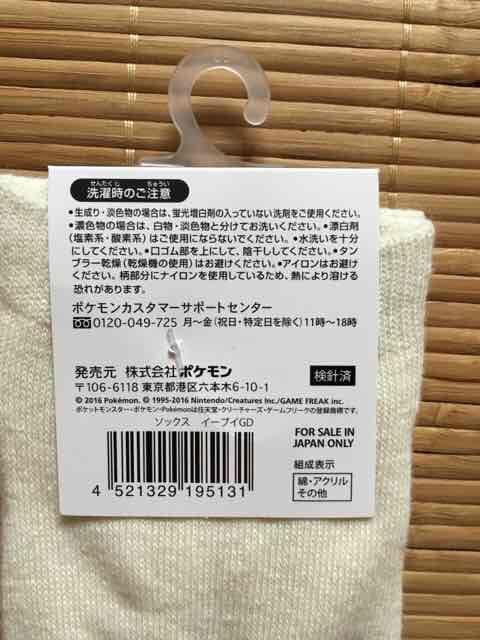 せんたくじ ちゅうい
洗濯時のご注意
●生成り・淡色物の場合は、蛍光増白剤の入っていない洗剤をご使用ください。
●濃色物の場合は、白物・淡色物と分けてお洗いください。●漂白剤
(塩素系・酸素系)はご使用にならないでください。●水洗いを十分に
してください。●口ゴム部を上にして、陰干ししてください。●タン
ブラー乾燥(乾燥機の使用)はお避けください。●アイロンはお避け
ください。柄部分にナイロンを使用しているため、熱により溶ける
恐れがあります。
ポケモンカスタマーサポートセンター
0120-049-725 月～金(祝日・特定日を除く)11時～18時
発売元 株式会社ポケモン
〒106-6118 東京都港区六本木6-10-1
検針済
© 2016 Pokémon. © 1995-2016 Nintendo/Creatures Inc./GAME FREAK inc.
ポケットモンスター・ポケモン・Pokémonは任天堂・クリーチャーズ・ゲームフリークの登録商標です。
ソックス イーブイGD
4 521329 195131
FOR SALE IN
JAPAN ONLY
組成表示
綿・アクリル
その他